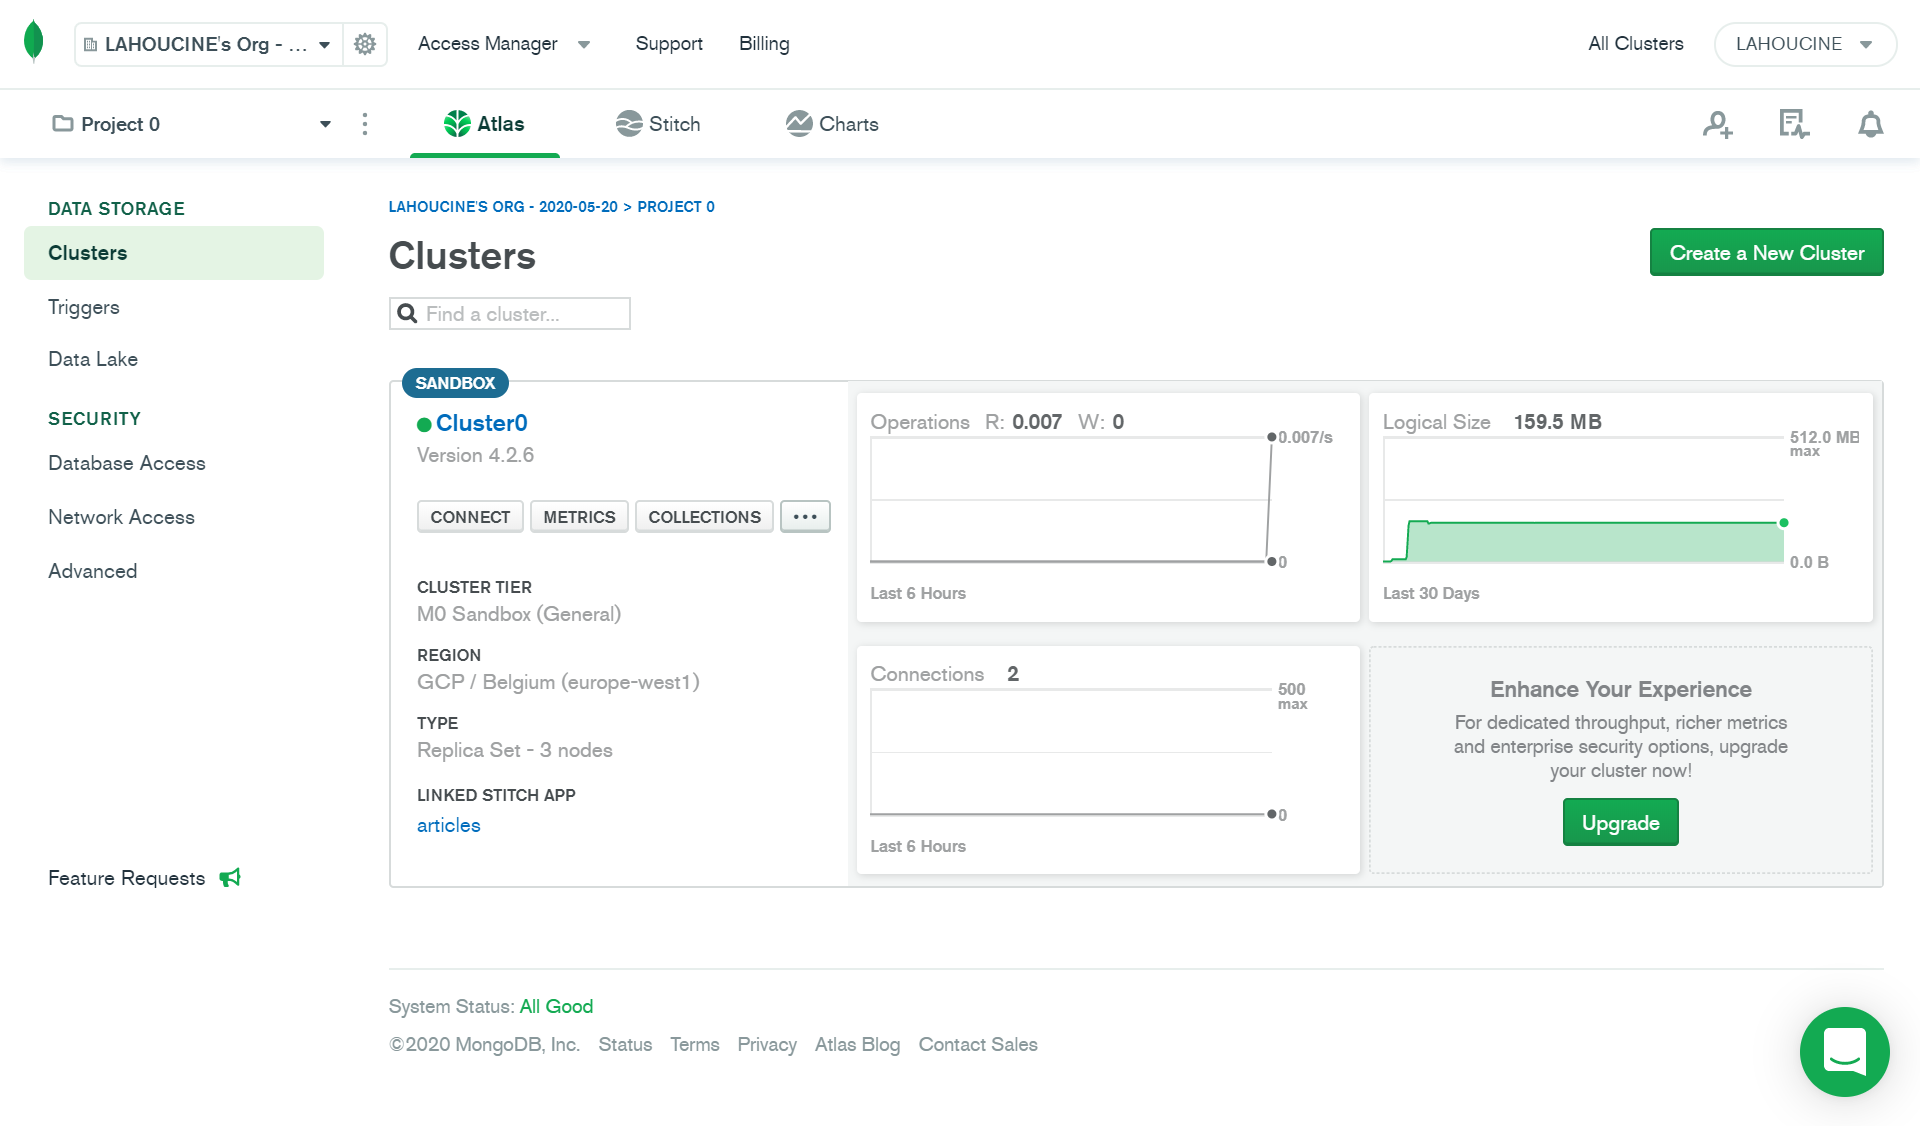 LAHOUCINE's Org - ...
Access Manager
Support
Billing
All Clusters
LAHOUCINE
Project 0
Atlas
Stitch
Charts
DATA STORAGE
Clusters
Triggers
Data Lake
SECURITY
Database Access
Network Access
Advanced
Feature Requests
LAHOUCINE'S ORG - 2020-05-20 > PROJECT 0
Clusters
Create a New Cluster
Find a cluster...
SANDBOX
Cluster0
Version 4.2.6
CONNECT
METRICS
COLLECTIONS
...
CLUSTER TIER
M0 Sandbox (General)
REGION
GCP / Belgium (europe-west1)
TYPE
Replica Set - 3 nodes
LINKED STITCH APP
articles
Operations R: 0.007 W: 0
0.007/s
0
Last 6 Hours
Logical Size 159.5 MB
512.0 MB
max
0.0 B
Last 30 Days
Connections 2
500
max
0
Last 6 Hours
Enhance Your Experience
For dedicated throughput, richer metrics
and enterprise security options, upgrade
your cluster now!
Upgrade
System Status: All Good
©2020 MongoDB, Inc. Status Terms Privacy Atlas Blog Contact Sales